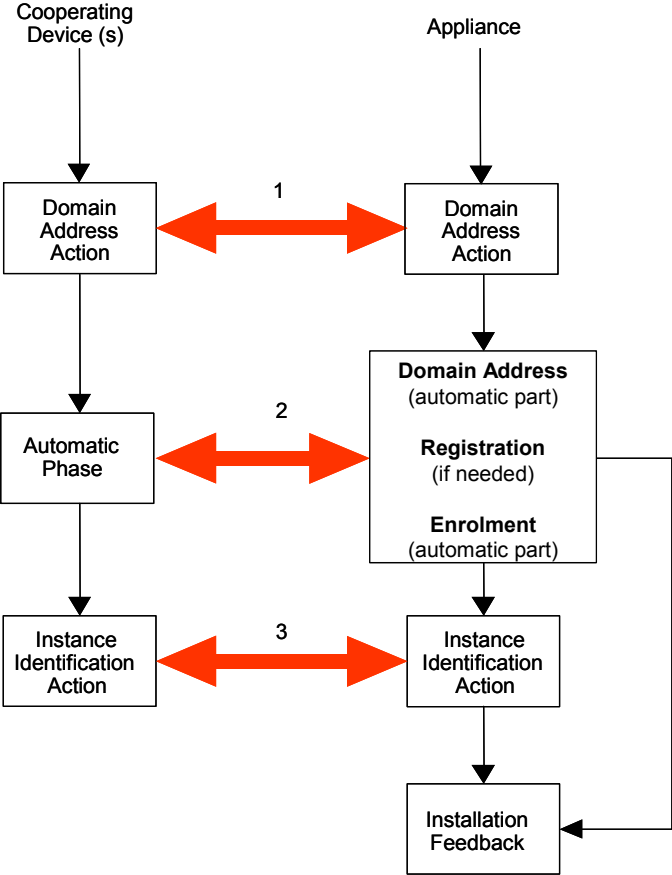 Cooperating
Device (s)
Appliance
1
Domain
Address
Action
Domain
Address
Action
2
Automatic
Phase
Domain Address
(automatic part)
Registration
(if needed)
Enrolment
(automatic part)
3
Instance
Identification
Action
Instance
Identification
Action
Installation
Feedback